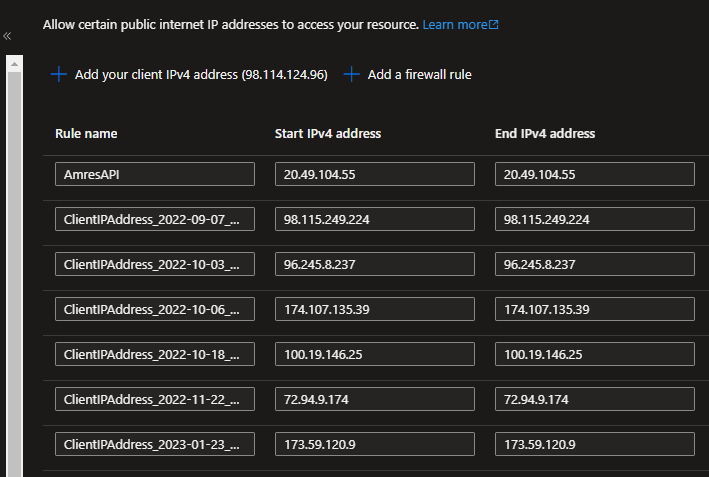 Allow certain public internet IP addresses to access your resource. Learn more
«
+ Add your client IPv4 address (98.114.124.96) + Add a firewall rule
Rule name Start IPv4 address End IPv4 address
AmresAPI 20.49.104.55 20.49.104.55
ClientIPAddress_2022-09-07_... 98.115.249.224 98.115.249.224
ClientIPAddress_2022-10-03_... 96.245.8.237 96.245.8.237
ClientIPAddress_2022-10-06_... 174.107.135.39 174.107.135.39
ClientIPAddress_2022-10-18_... 100.19.146.25 100.19.146.25
ClientIPAddress_2022-11-22_... 72.94.9.174 72.94.9.174
ClientIPAddress_2023-01-23_... 173.59.120.9 173.59.120.9